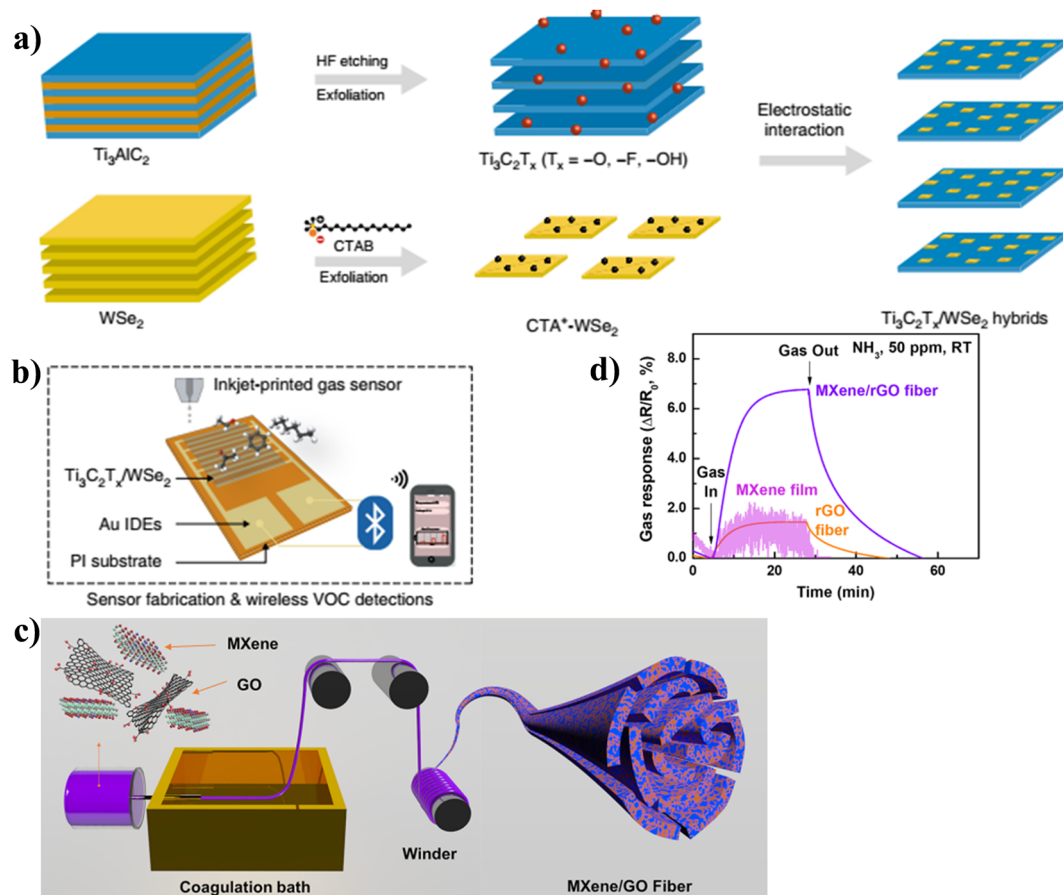 a)
HF etching
Exfoliation
Ti₃AlC₂
Ti₃C₂Tₓ (Tₓ = –O, –F, –OH)
Electrostatic
interaction
CTAB
Exfoliation
WSe₂
CTA⁺-WSe₂
Ti₃C₂Tₓ/WSe₂ hybrids
b)
Inkjet-printed gas sensor
Ti₃C₂Tₓ/WSe₂
Au IDEs
PI substrate
Sensor fabrication & wireless VOC detections
d)
NH₃, 50 ppm, RT
Gas Out
MXene/rGO fiber
Gas
In
MXene film
rGO
fiber
Gas response (ΔR/R₀, %)
8.0
6.0
4.0
2.0
0.0
0
20
40
60
Time (min)
c)
MXene
GO
Winder
Coagulation bath
MXene/GO Fiber